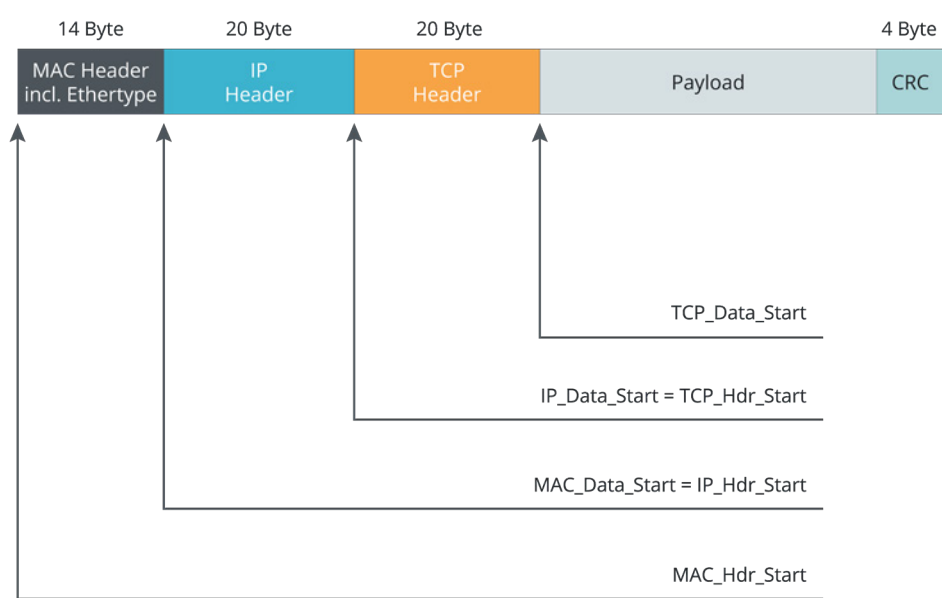 14 Byte
20 Byte
20 Byte
4 Byte
MAC Header
incl. Ethertype
IP
Header
TCP
Header
Payload
CRC
TCP_Data_Start
IP_Data_Start = TCP_Hdr_Start
MAC_Data_Start = IP_Hdr_Start
MAC_Hdr_Start